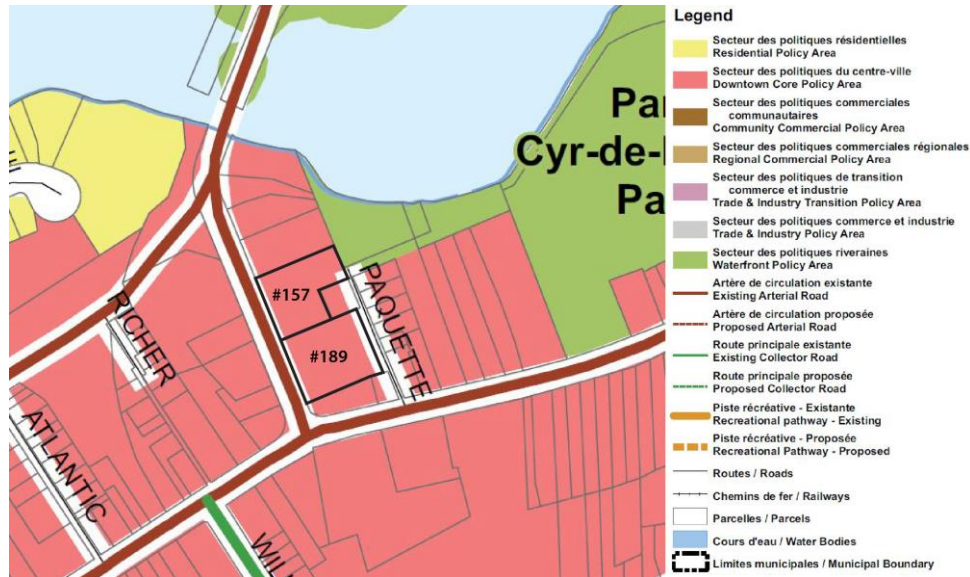 Par
Cyr-de-l
Pa
#157
#189
PAQUETTE
RICHER
ATLANTIC
Legend
Secteur des politiques résidentielles
Residential Policy Area
Secteur des politiques du centre-ville
Downtown Core Policy Area
Secteur des politiques commerciales
communautaires
Community Commercial Policy Area
Secteur des politiques commerciales régionales
Regional Commercial Policy Area
Secteur des politiques de transition
commerce et industrie
Trade & Industry Transition Policy Area
Secteur des politiques commerce et industrie
Trade & Industry Policy Area
Secteur des politiques riveraines
Waterfront Policy Area
Artère de circulation existante
Existing Arterial Road
Artère de circulation proposée
Proposed Arterial Road
Route principale existante
Existing Collector Road
Route principale proposée
Proposed Collector Road
Piste récréative - Existante
Recreational pathway - Existing
Piste récréative - Proposée
Recreational Pathway - Proposed
Routes / Roads
Chemins de fer / Railways
Parcelles / Parcels
Cours d'eau / Water Bodies
Limites municipales / Municipal Boundary